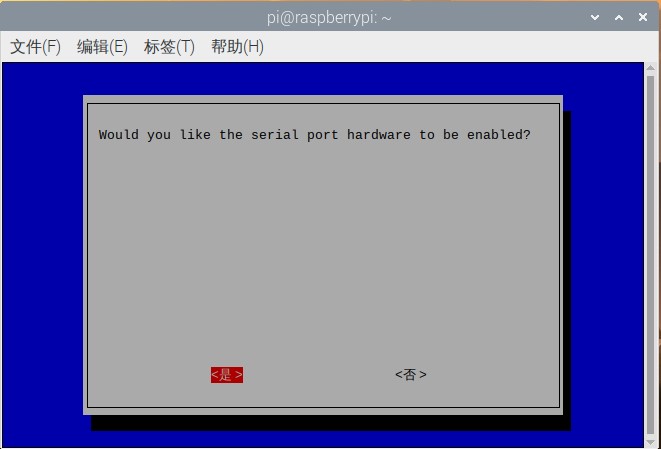 pi@raspberrypi: ~
文件(F) 编辑(E) 标签(T) 帮助(H)
Would you like the serial port hardware to be enabled?
<是> <否>